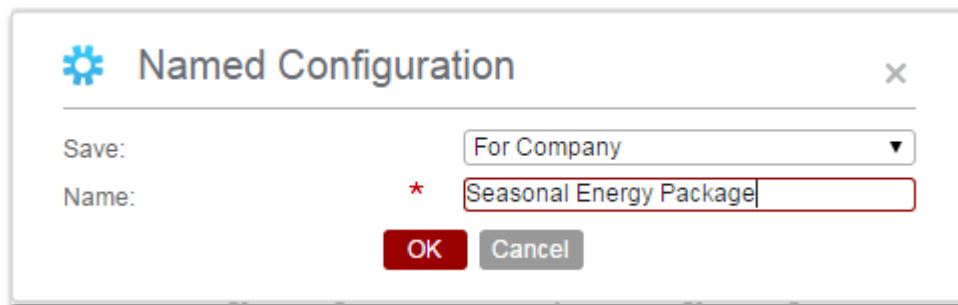 Named Configuration
Save:
For Company
Name:
* Seasonal Energy Package
OK Cancel